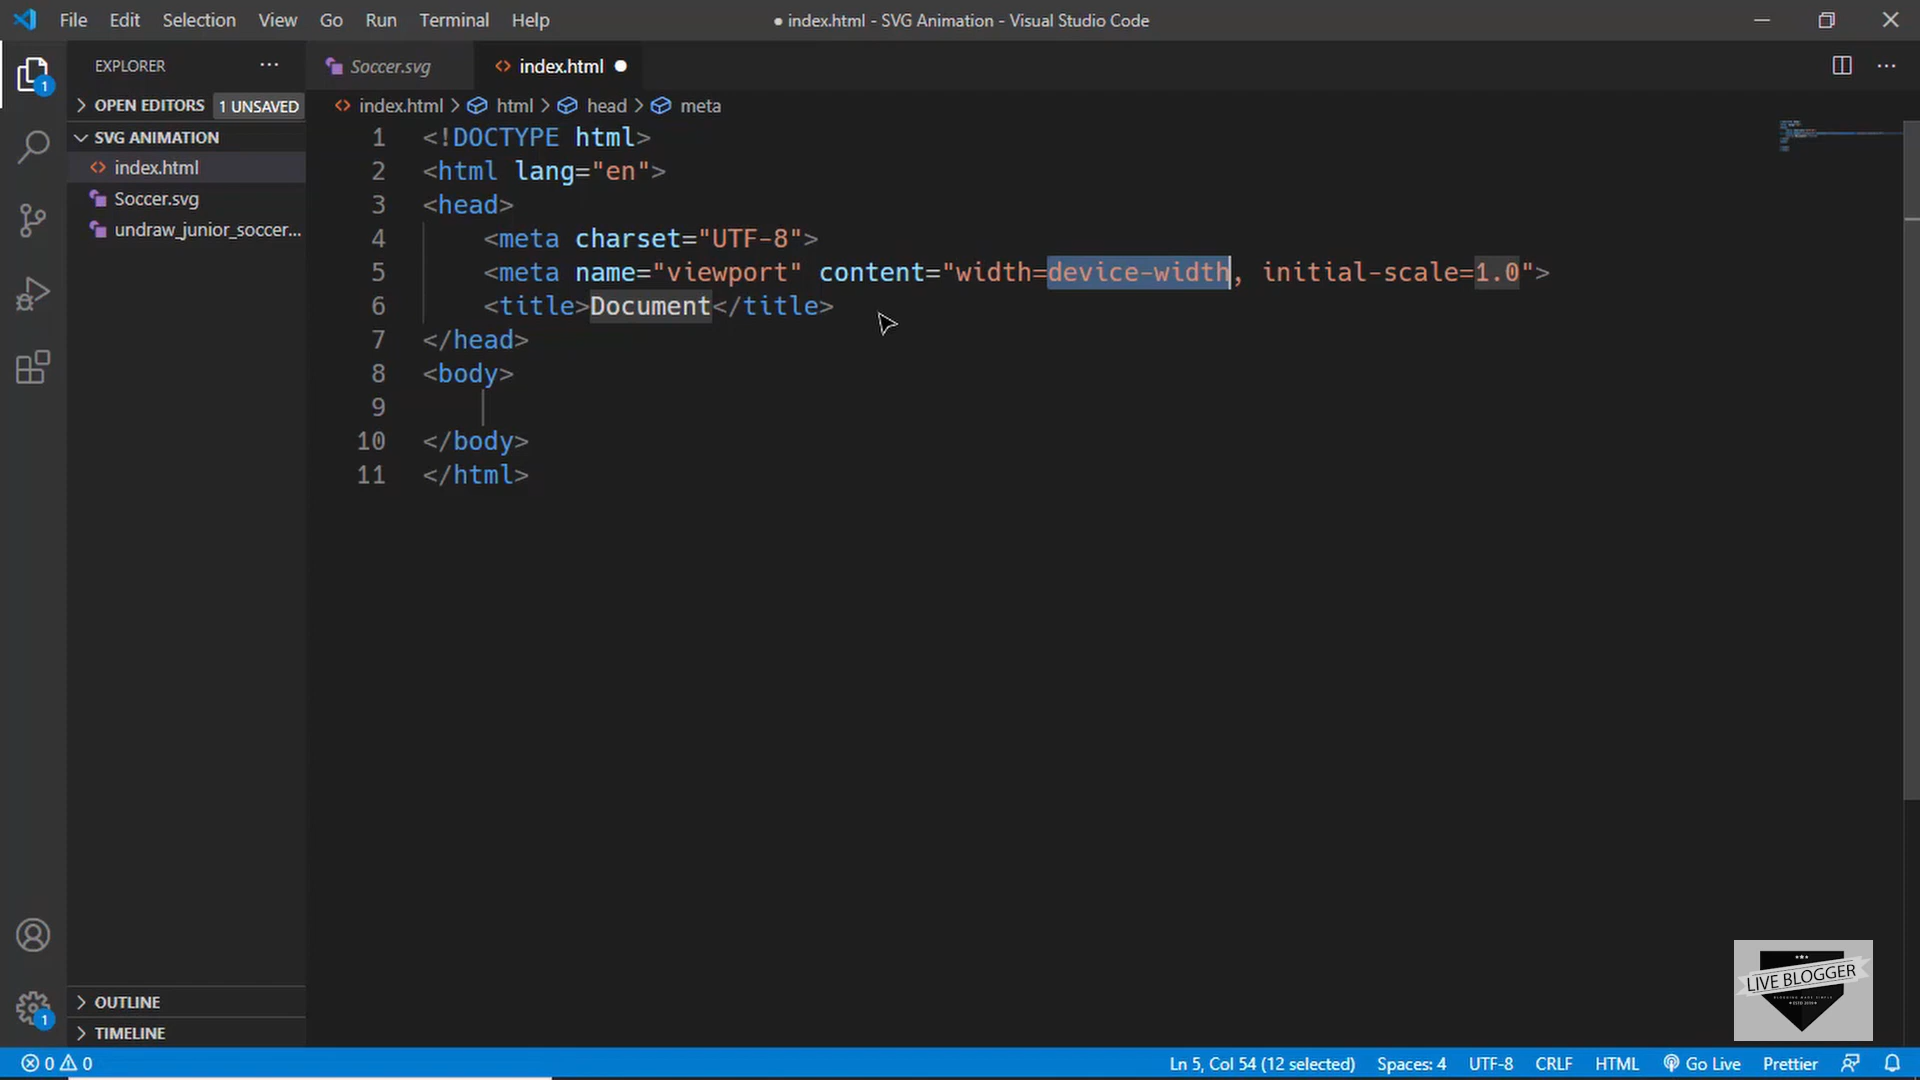 File Edit Selection View Go Run Terminal Help
● index.html - SVG Animation - Visual Studio Code
EXPLORER
Soccer.svg
index.html
OPEN EDITORS 1 UNSAVED
index.html > html > head > meta
SVG ANIMATION
index.html
Soccer.svg
undraw_junior_soccer...
1 <!DOCTYPE html>
2 <html lang="en">
3 <head>
4 <meta charset="UTF-8">
5 <meta name="viewport" content="width=device-width, initial-scale=1.0">
6 <title>Document</title>
7 </head>
8 <body>
9
10 </body>
11 </html>
1
1
OUTLINE
TIMELINE
LIVE BLOGGER
0 0
Ln 5, Col 54 (12 selected) Spaces: 4 UTF-8 CRLF HTML Go Live Prettier